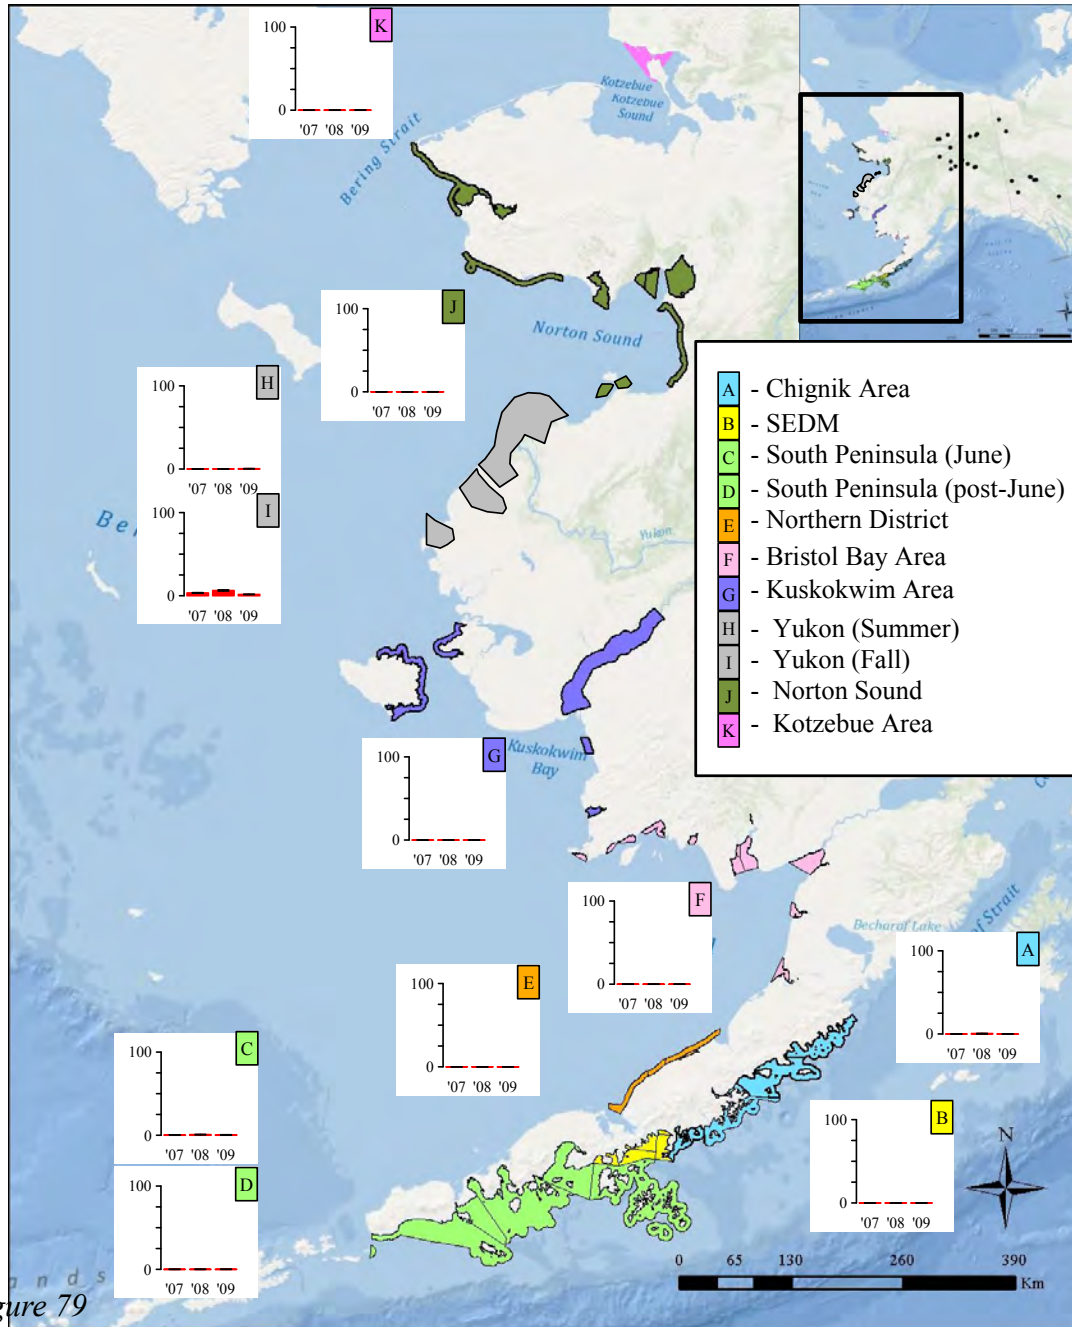 100
K
0
'07 '08 '09
Kotzebue
Kotzebue
Sound
Bering Strait
100
J
0
'07 '08 '09
Norton Sound
100
H
0
'07 '08 '09
100
I
0
'07 '08 '09
Ber
Yukon
A - Chignik Area
B - SEDM
C - South Peninsula (June)
D - South Peninsula (post-June)
E - Northern District
F - Bristol Bay Area
G - Kuskokwim Area
H - Yukon (Summer)
I - Yukon (Fall)
J - Norton Sound
K - Kotzebue Area
Kuskokwim
Bay
100
G
0
'07 '08 '09
100
F
0
'07 '08 '09
Becharof Lake
of Strait
100
A
0
'07 '08 '09
100
E
0
'07 '08 '09
100
C
0
'07 '08 '09
100
D
0
'07 '08 '09
100
B
0
'07 '08 '09
N
0 65 130 260 390
Km
ands
gure 79